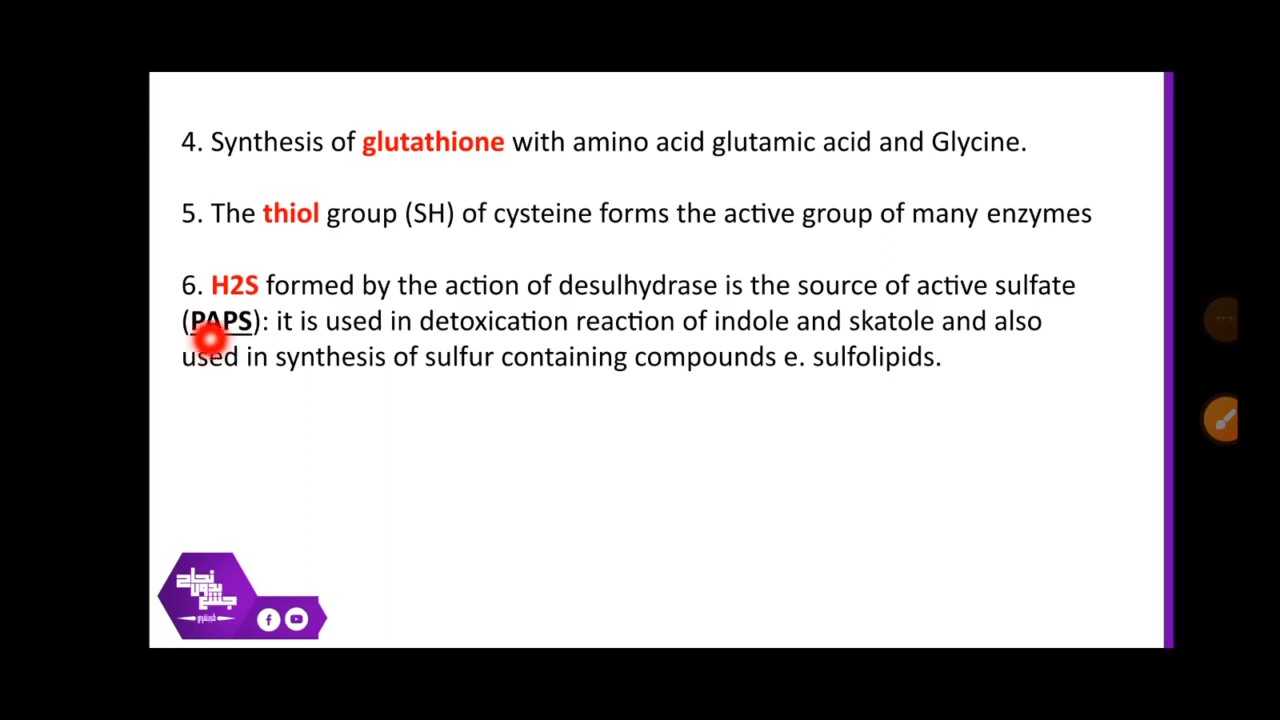 4. Synthesis of glutathione with amino acid glutamic acid and Glycine.
5. The thiol group (SH) of cysteine forms the active group of many enzymes
6. H2S formed by the action of desulhydrase is the source of active sulfate
(PAPS): it is used in detoxication reaction of indole and skatole and also
used in synthesis of sulfur containing compounds e. sulfolipids.
نجاح
بدون
جشع